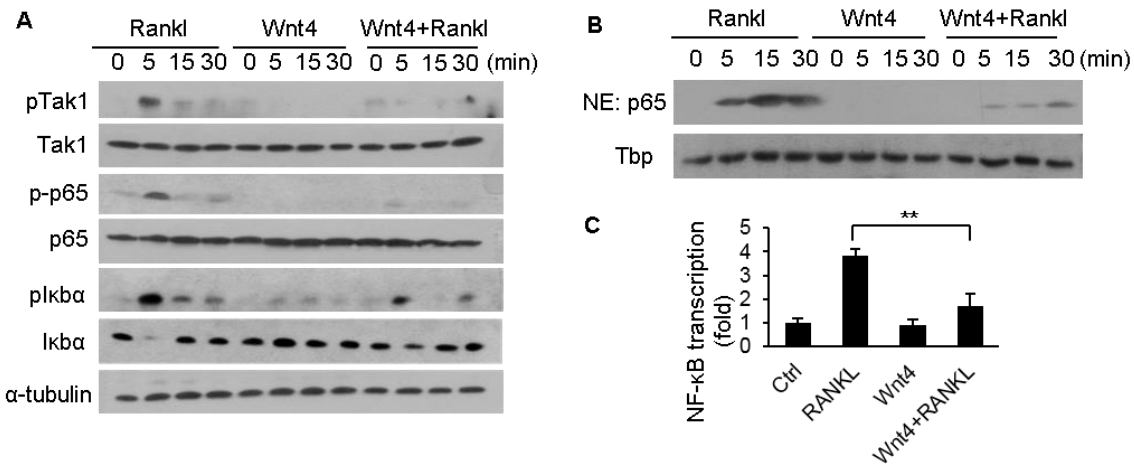 A
Rankl Wnt4 Wnt4+Rankl
0 5 15 30 0 5 15 30 0 5 15 30 (min)
pTak1
Tak1
p-p65
p65
pIκbα
Iκbα
α-tubulin
B
Rankl Wnt4 Wnt4+Rankl
0 5 15 30 0 5 15 30 0 5 15 30 (min)
NE: p65
Tbp
C
**
NF-κB transcription
(fold)
5
4
3
2
1
0
Ctrl
RANKL
Wnt4
Wnt4+RANKL